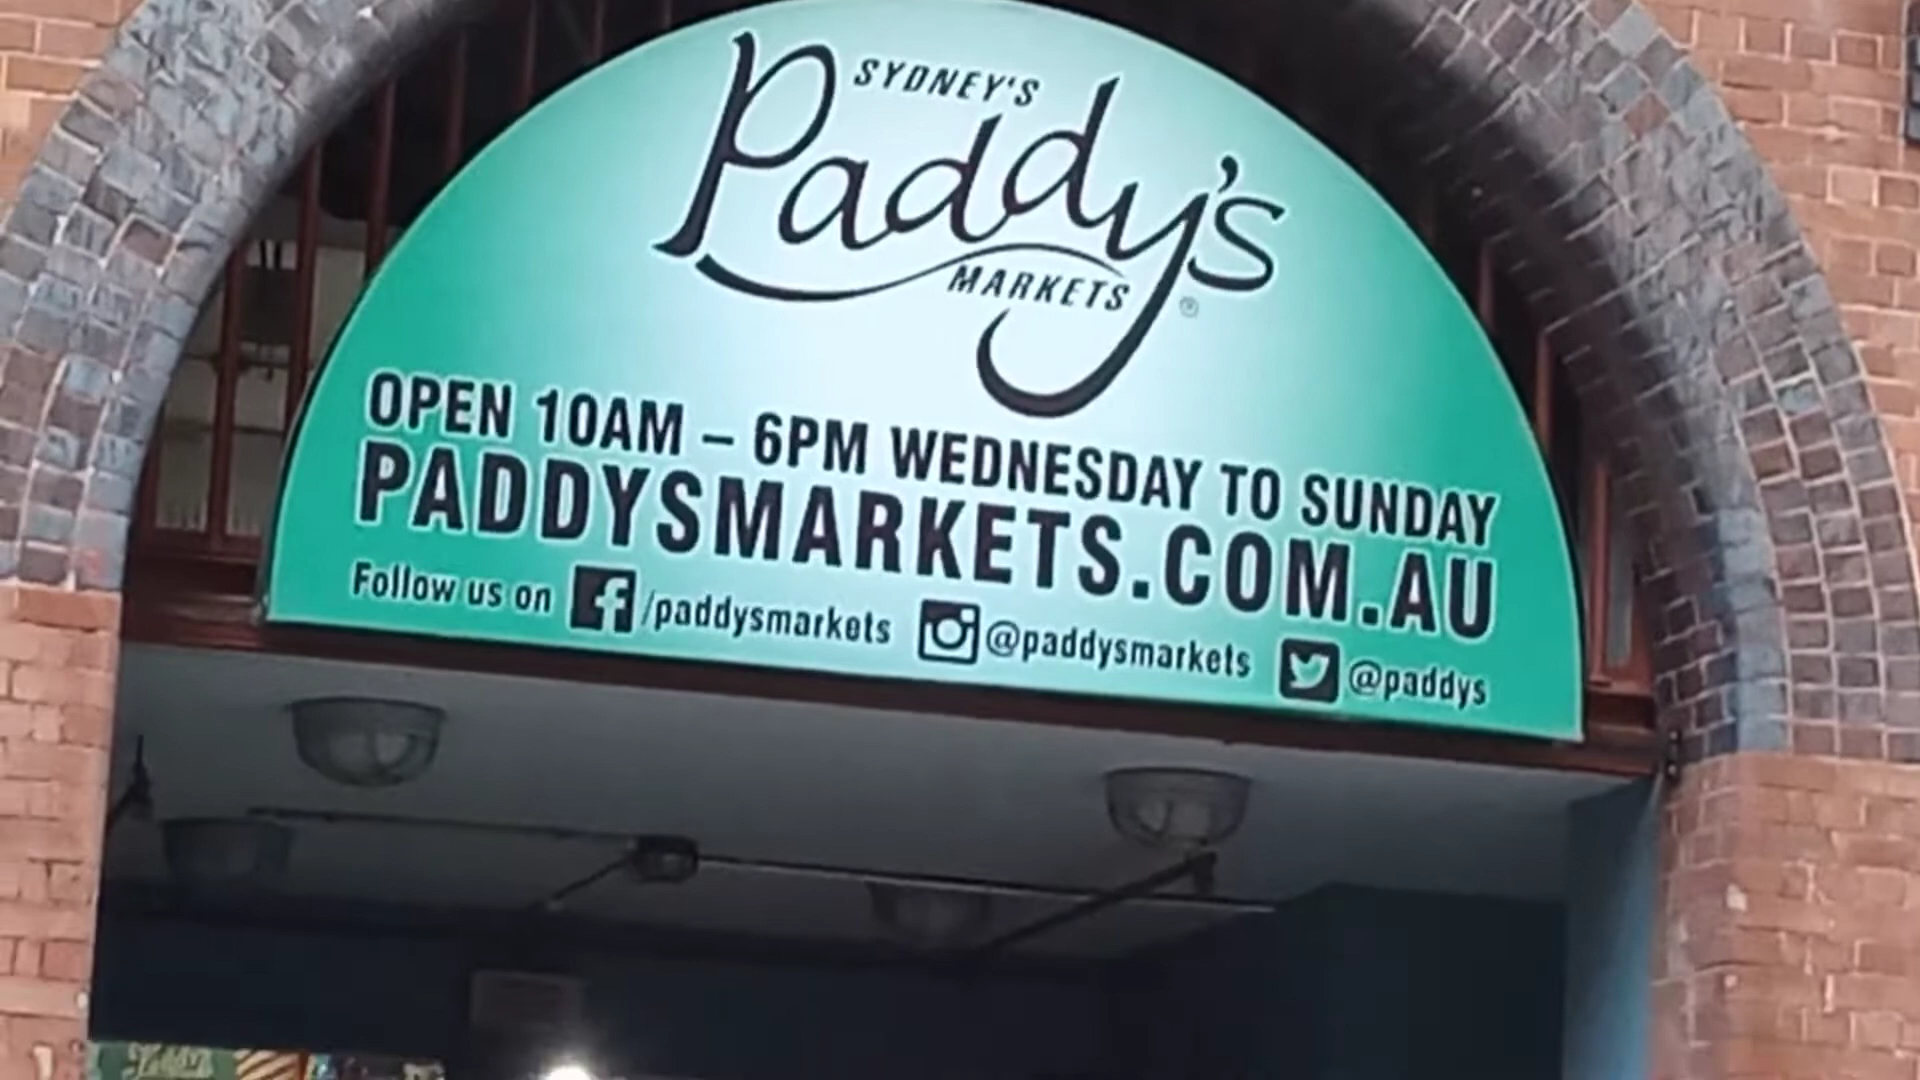 SYDNEY'S
Paddy's
MARKETS ®
OPEN 10AM – 6PM WEDNESDAY TO SUNDAY
PADDYSMARKETS.COM.AU
Follow us on f/paddysmarkets @paddysmarkets @paddys